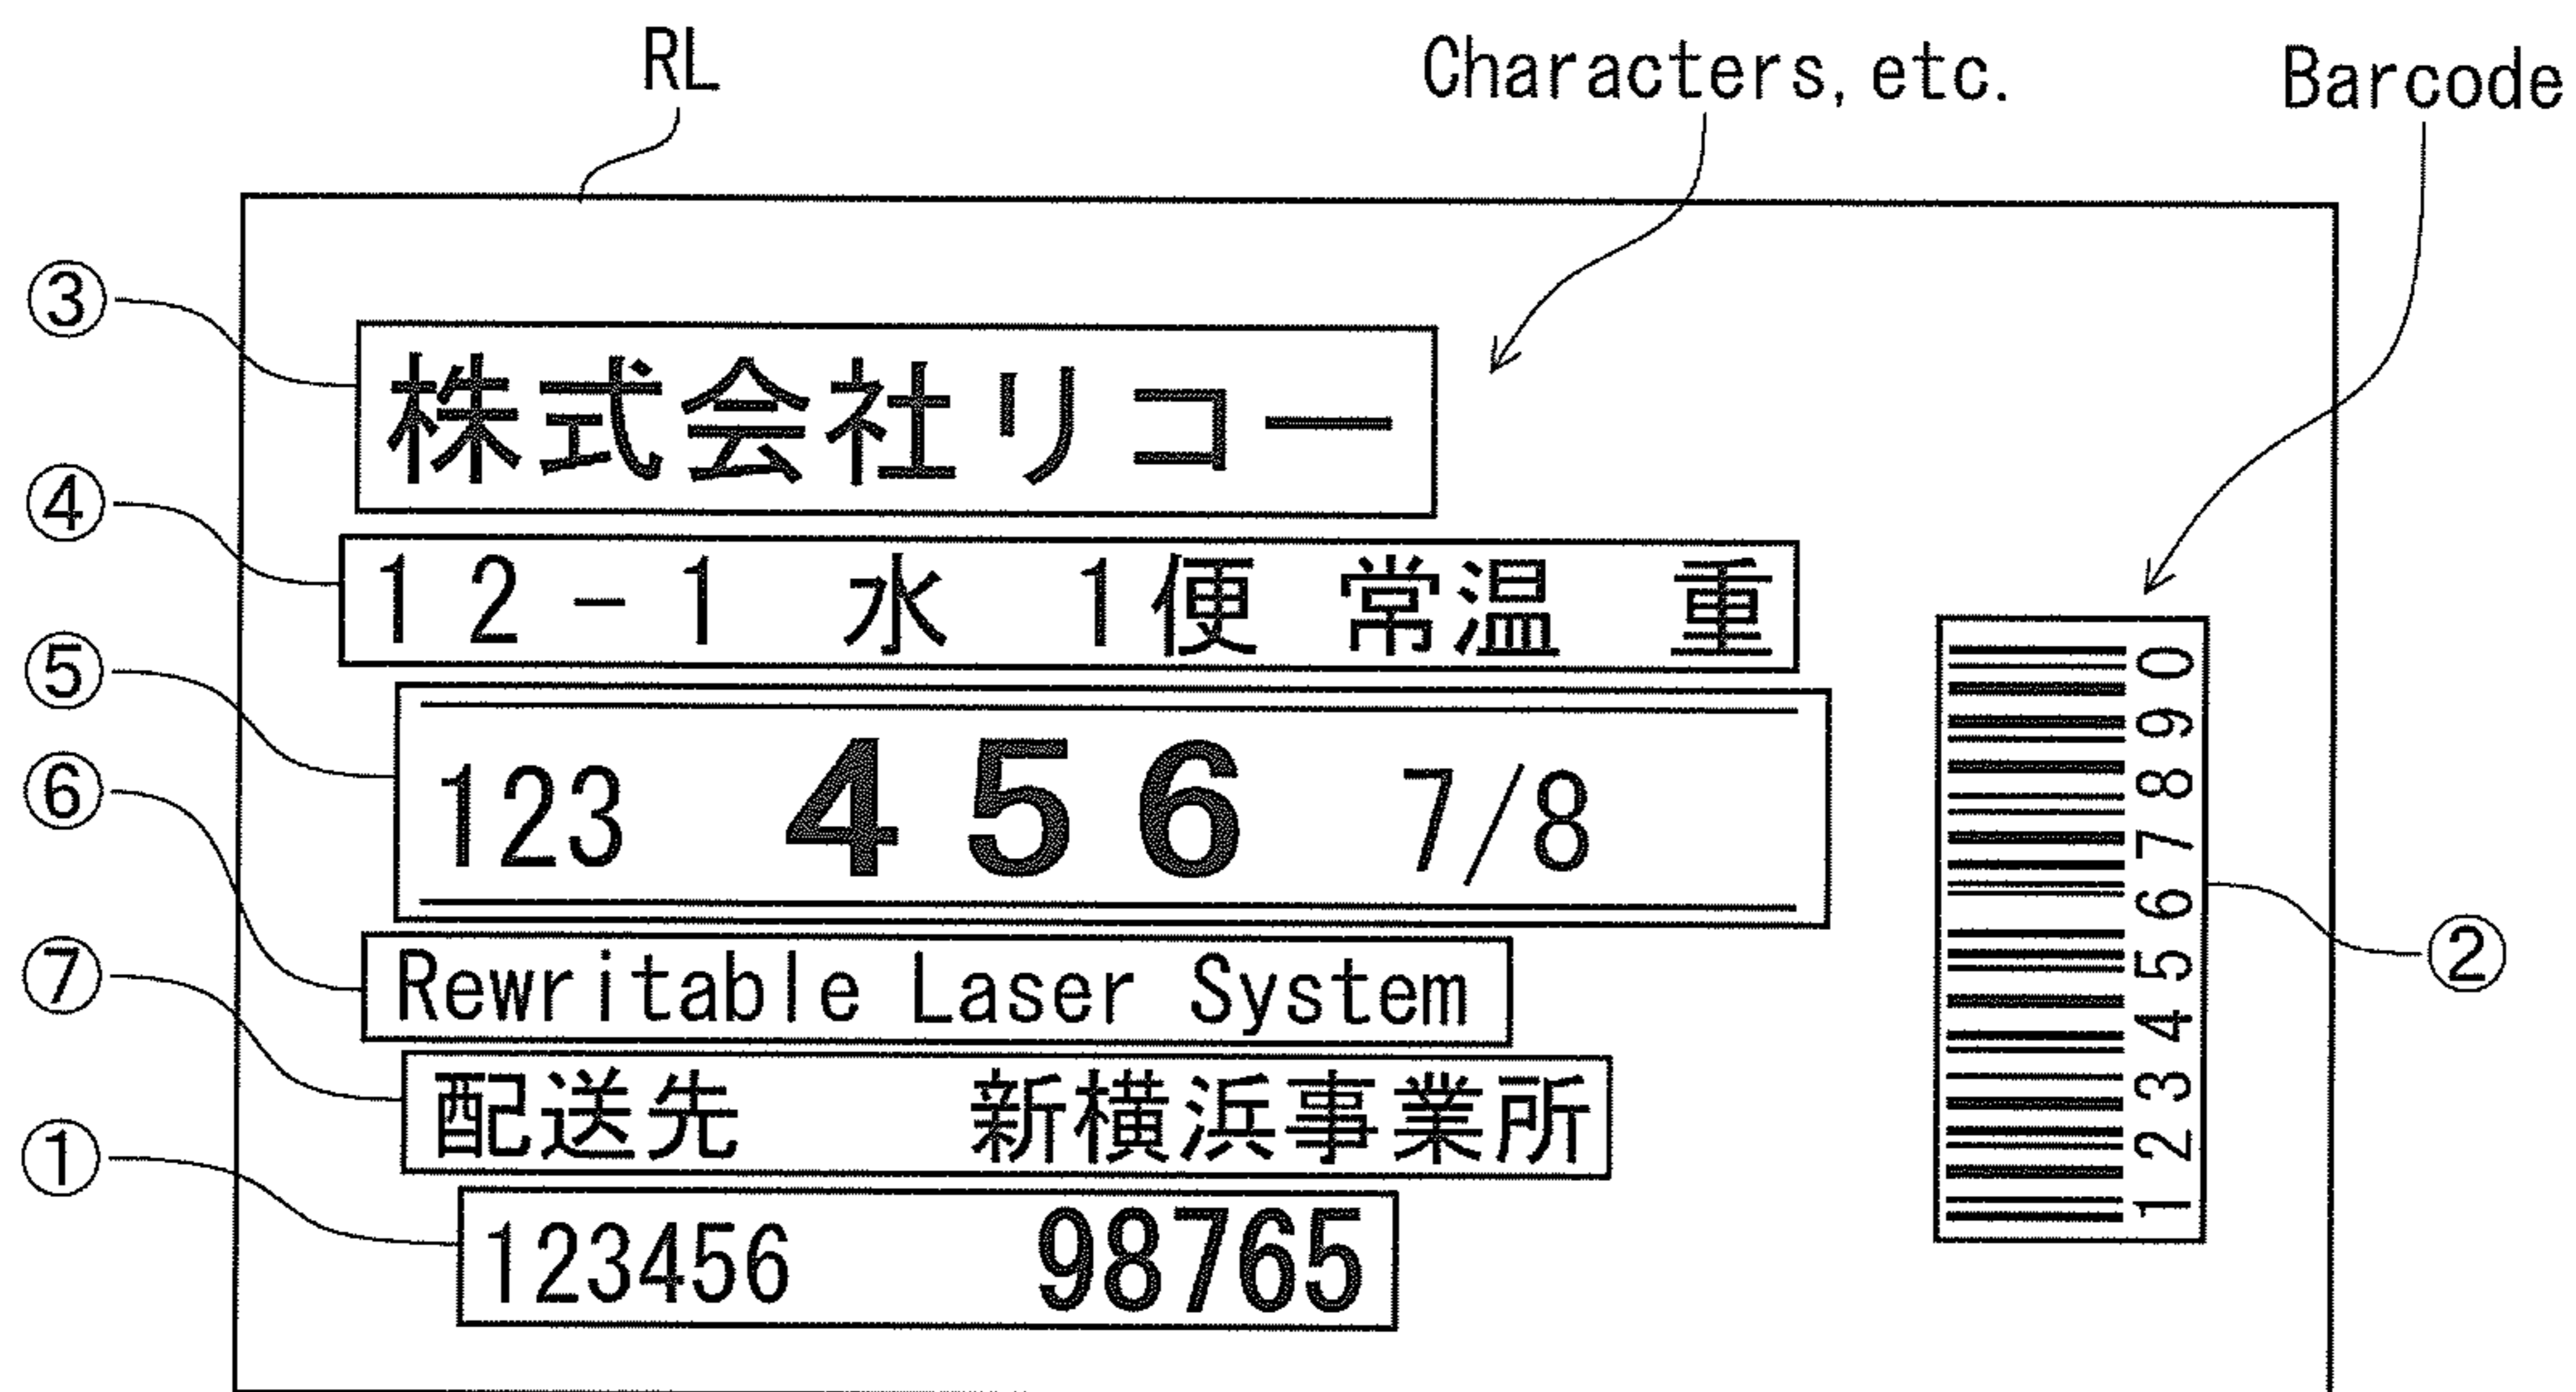 RL
Characters, etc.
Barcode
③
株式会社リコー
④
12-1 水 1便 常温 重
⑤
123 456 7/8
⑥
Rewritable Laser System
⑦
配送先 新横浜事業所
①
123456 98765
1234567890
②